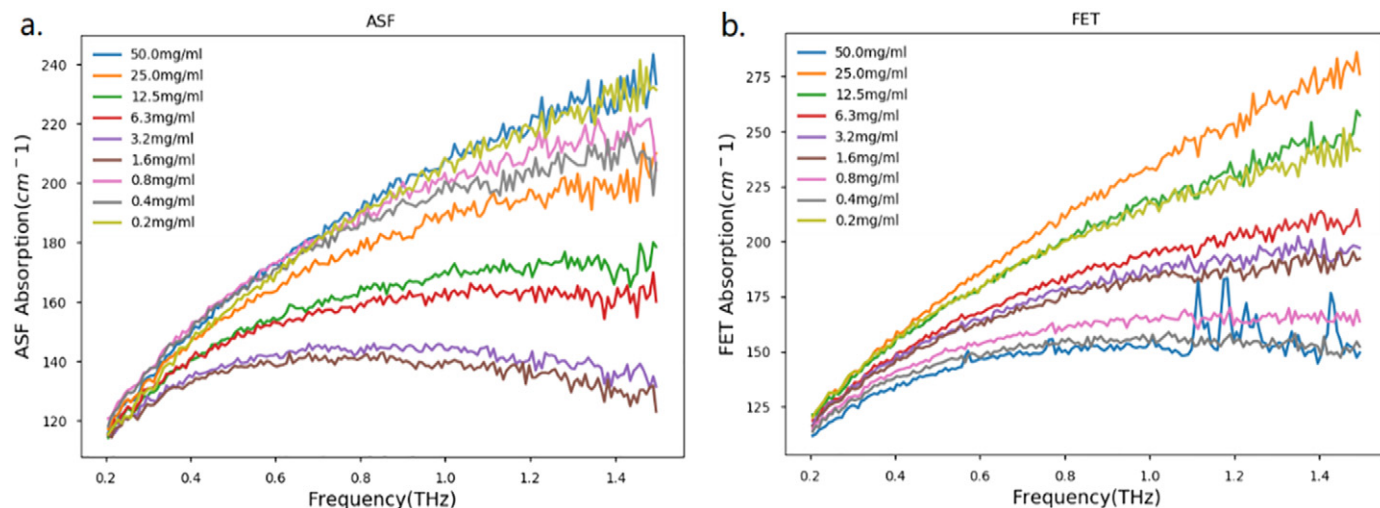 a.
ASF
50.0mg/ml
25.0mg/ml
12.5mg/ml
6.3mg/ml
3.2mg/ml
1.6mg/ml
0.8mg/ml
0.4mg/ml
0.2mg/ml
240
220
200
180
160
140
120
ASF Absorption(cm⁻1)
0.2 0.4 0.6 0.8 1.0 1.2 1.4
Frequency(THz)
b.
FET
50.0mg/ml
25.0mg/ml
12.5mg/ml
6.3mg/ml
3.2mg/ml
1.6mg/ml
0.8mg/ml
0.4mg/ml
0.2mg/ml
275
250
225
200
175
150
125
FET Absorption(cm⁻1)
0.2 0.4 0.6 0.8 1.0 1.2 1.4
Frequency(THz)